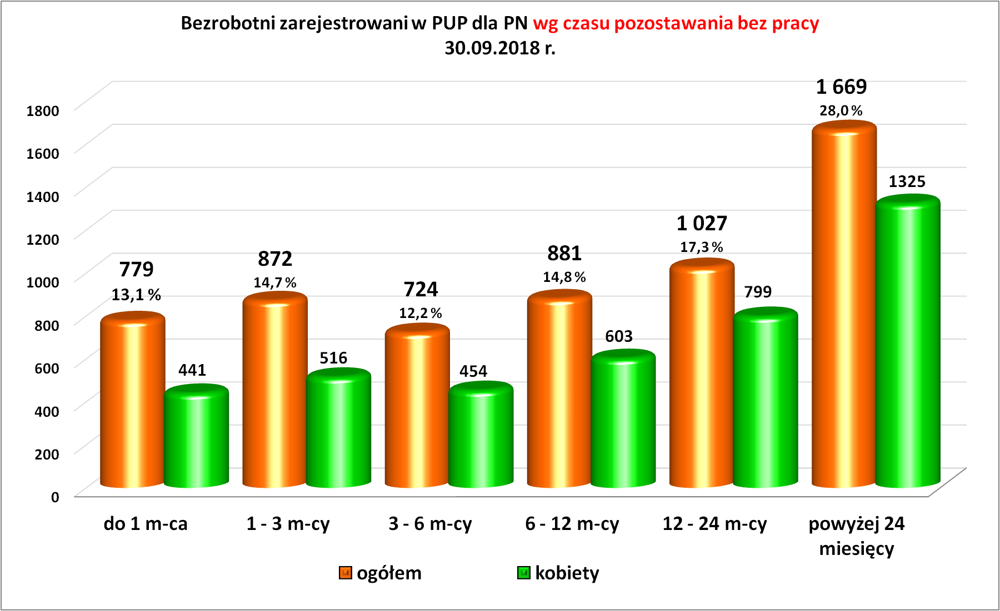 Bezrobotni zarejestrowani w PUP dla PN wg czasu pozostawania bez pracy
30.09.2018 r.
1800
1600
1400
1200
1000
800
600
400
200
0
779
13,1 %
441
872
14,7 %
516
724
12,2 %
454
881
14,8 %
603
1 027
17,3 %
799
1 669
28,0 %
1325
do 1 m-ca
1 - 3 m-cy
3 - 6 m-cy
6 - 12 m-cy
12 - 24 m-cy
powyżej 24
miesięcy
ogółem
kobiety